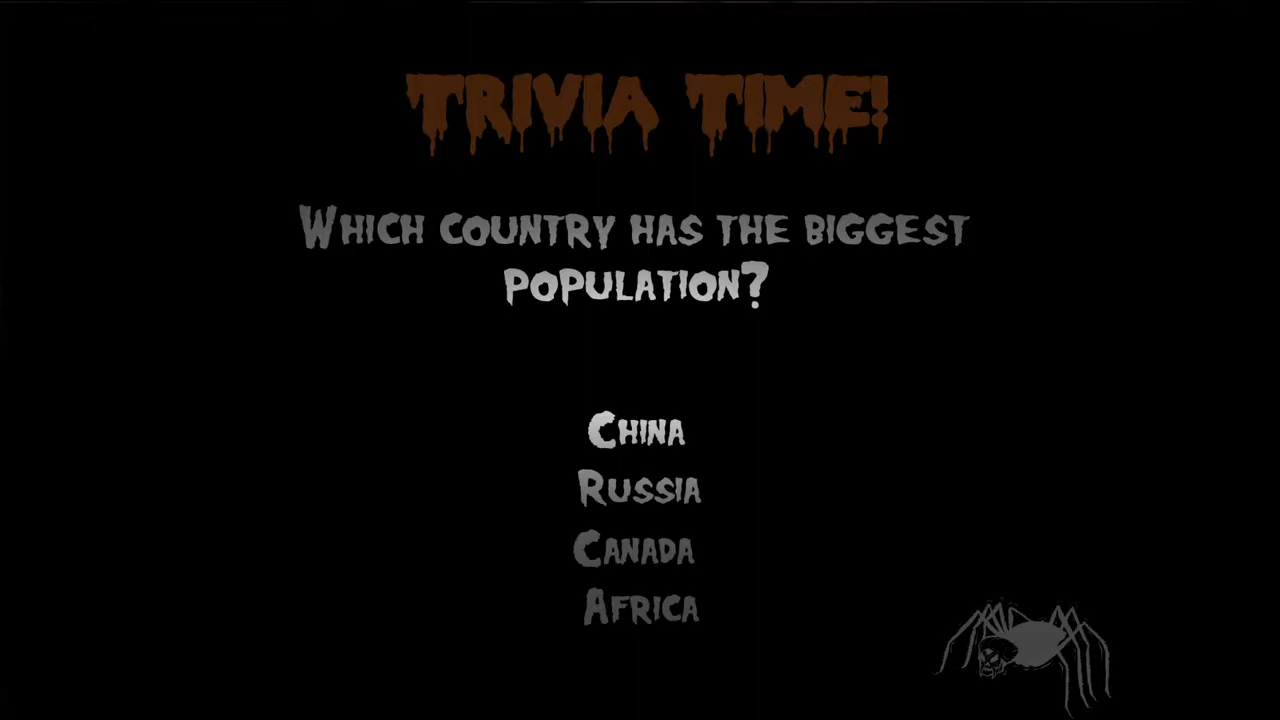 Trivia Time!
Which country has the biggest
population?
China
Russia
Canada
Africa